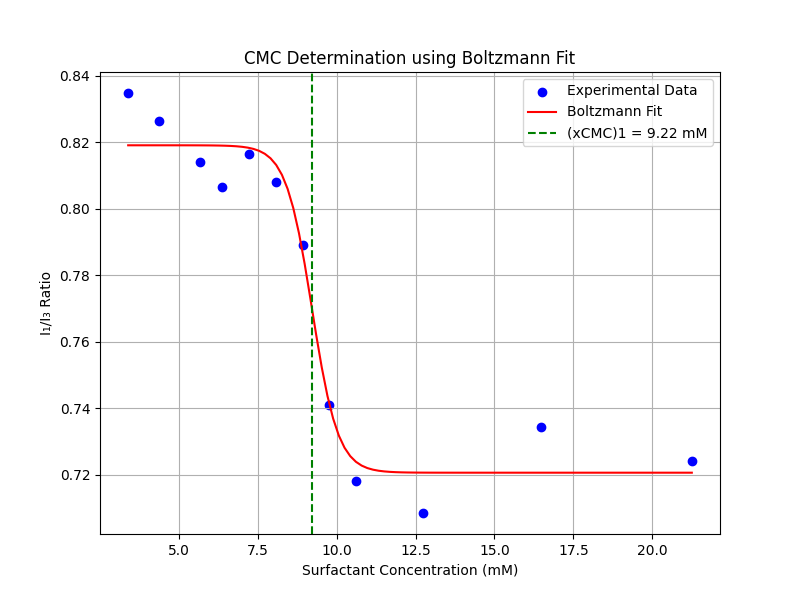 CMC Determination using Boltzmann Fit
Experimental Data
Boltzmann Fit
(xCMC)1 = 9.22 mM
I₁/I₃ Ratio
0.84
0.82
0.80
0.78
0.76
0.74
0.72
5.0 7.5 10.0 12.5 15.0 17.5 20.0
Surfactant Concentration (mM)